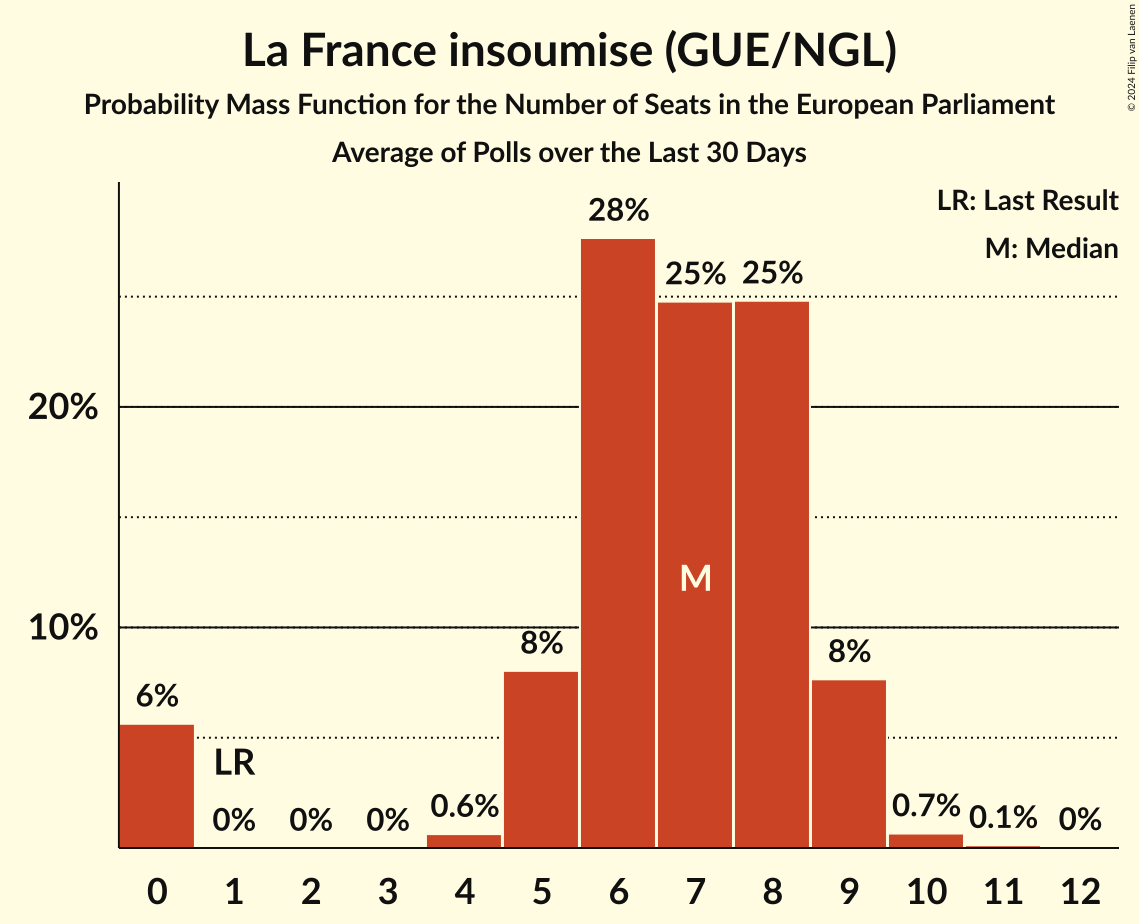 La France insoumise (GUE/NGL)
Probability Mass Function for the Number of Seats in the European Parliament
Average of Polls over the Last 30 Days
© 2024 Filip van Laenen
LR: Last Result
M: Median
28%
25% 25%
20%
M
10%
8%
8%
6%
LR
0% 0% 0% 0.6% 0.7% 0.1% 0%
0 1 2 3 4 5 6 7 8 9 10 11 12